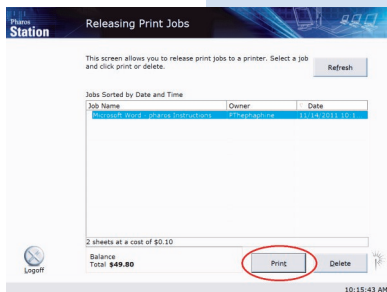 Pharos
Station
Releasing Print Jobs
This screen allows you to release print jobs to a printer. Select a job
and click print or delete.
Refresh
Jobs Sorted by Date and Time
Job Name Owner Date
Microsoft Word - pharos Instructions PThephaphine 11/14/2011 10:1...
2 sheets at a cost of $0.10
Balance
Total $49.80
Print
Delete
Logoff
10:15:43 AM